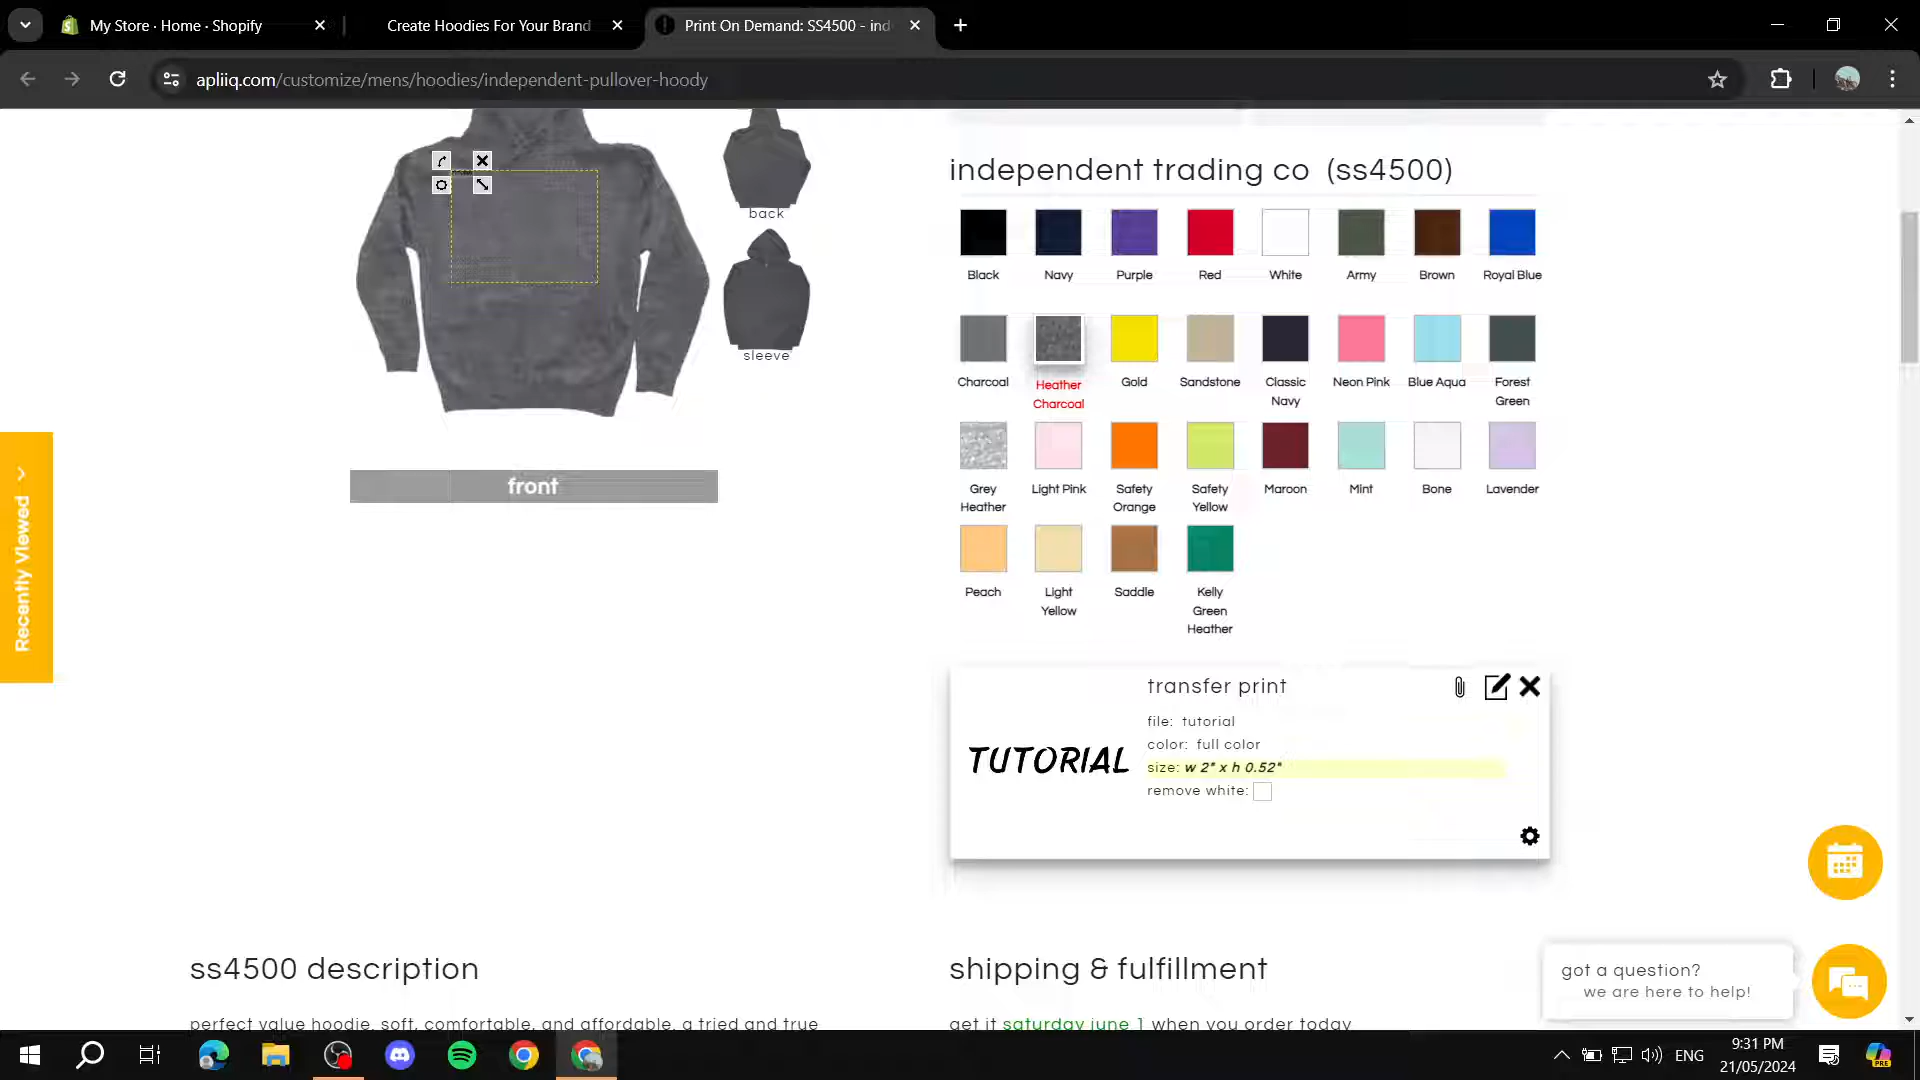 My Store · Home · Shopify
Create Hoodies For Your Brand
Print On Demand: SS4500 - ind
apliiq.com/customize/mens/hoodies/independent-pullover-hoody
back
sleeve
front
Recently Viewed
independent trading co (ss4500)
Black Navy Purple Red White Army Brown Royal Blue
Charcoal Heather Charcoal Gold Sandstone Classic Navy Neon Pink Blue Aqua Forest Green
Grey Heather Light Pink Safety Orange Safety Yellow Maroon Mint Bone Lavender
Peach Light Yellow Saddle Kelly Green Heather
TUTORIAL
transfer print
file: tutorial
color: full color
size: w 2" x h 0.52"
remove white:
ss4500 description
perfect value hoodie. soft, comfortable, and affordable. a tried and true
shipping & fulfillment
get it saturday june 1 when you order today
got a question?
we are here to help!
ENG
9:31 PM
21/05/2024
PRE